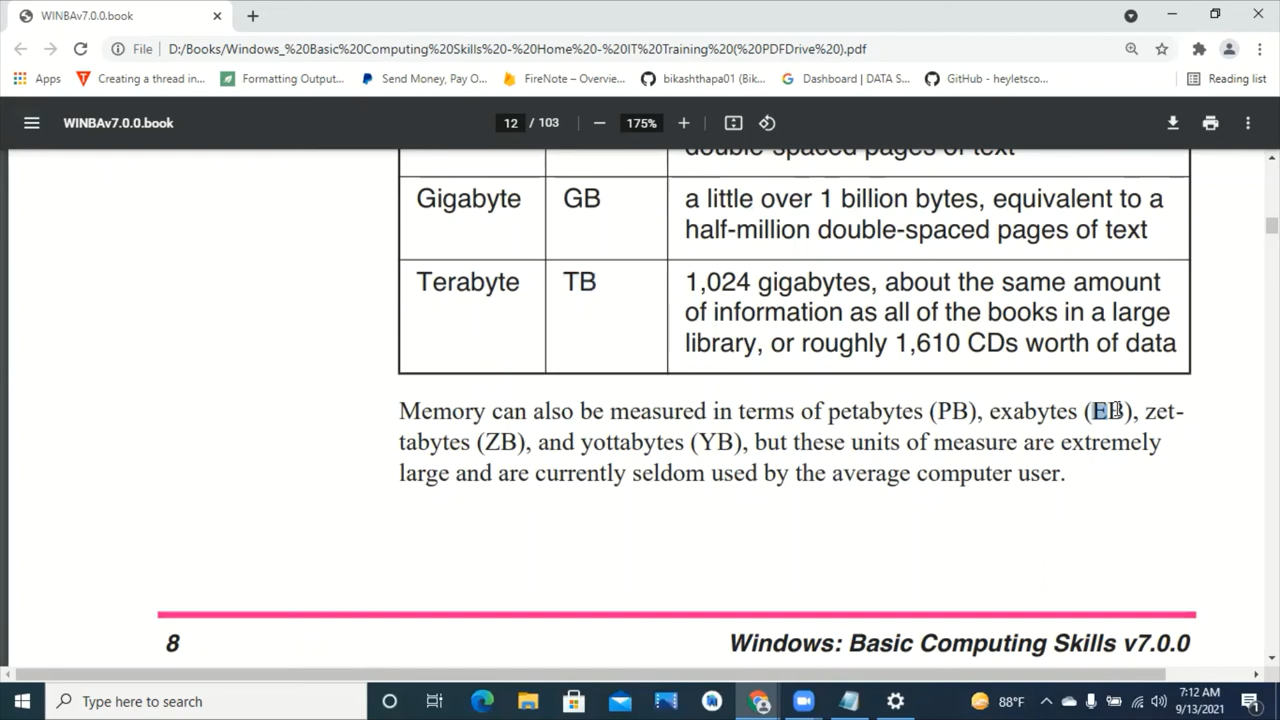 WINBAv7.0.0.book
File
D:/Books/Windows_%20Basic%20Computing%20Skills%20-%20Home%20-%20IT%20Training%20(%20PDFDrive%20).pdf
Apps
Creating a thread in...
Formatting Output...
Send Money, Pay O...
FireNote – Overvie...
bikashthapa01 (Bik...
Dashboard | DATA S...
GitHub - heyletsco...
Reading list
WINBAv7.0.0.book
12 / 103
175%
double-spaced pages of text
Gigabyte
GB
a little over 1 billion bytes, equivalent to a
half-million double-spaced pages of text
Terabyte
TB
1,024 gigabytes, about the same amount
of information as all of the books in a large
library, or roughly 1,610 CDs worth of data
Memory can also be measured in terms of petabytes (PB), exabytes (EB), zet-
tabytes (ZB), and yottabytes (YB), but these units of measure are extremely
large and are currently seldom used by the average computer user.
8
Windows: Basic Computing Skills v7.0.0
Type here to search
88°F
7:12 AM
9/13/2021
1